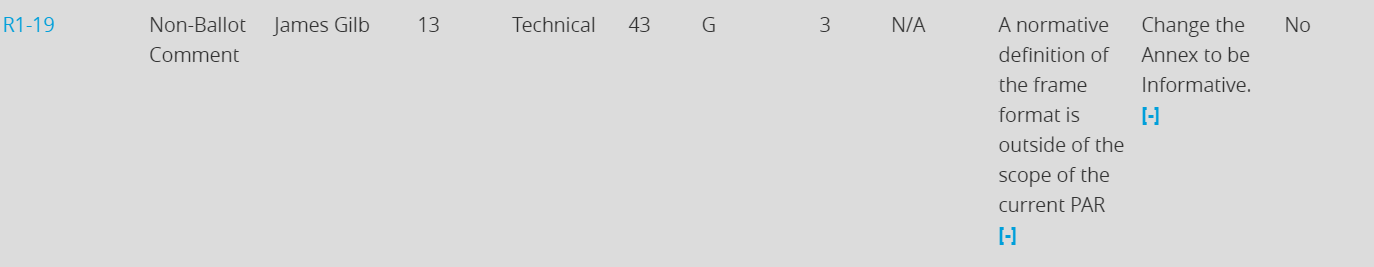 R1-19 Non-Ballot James Gilb 13 Technical 43 G 3 N/A A normative Change the No
Comment definition of Annex to be
the frame Informative.
format is [-]
outside of the
scope of the
current PAR
[-]